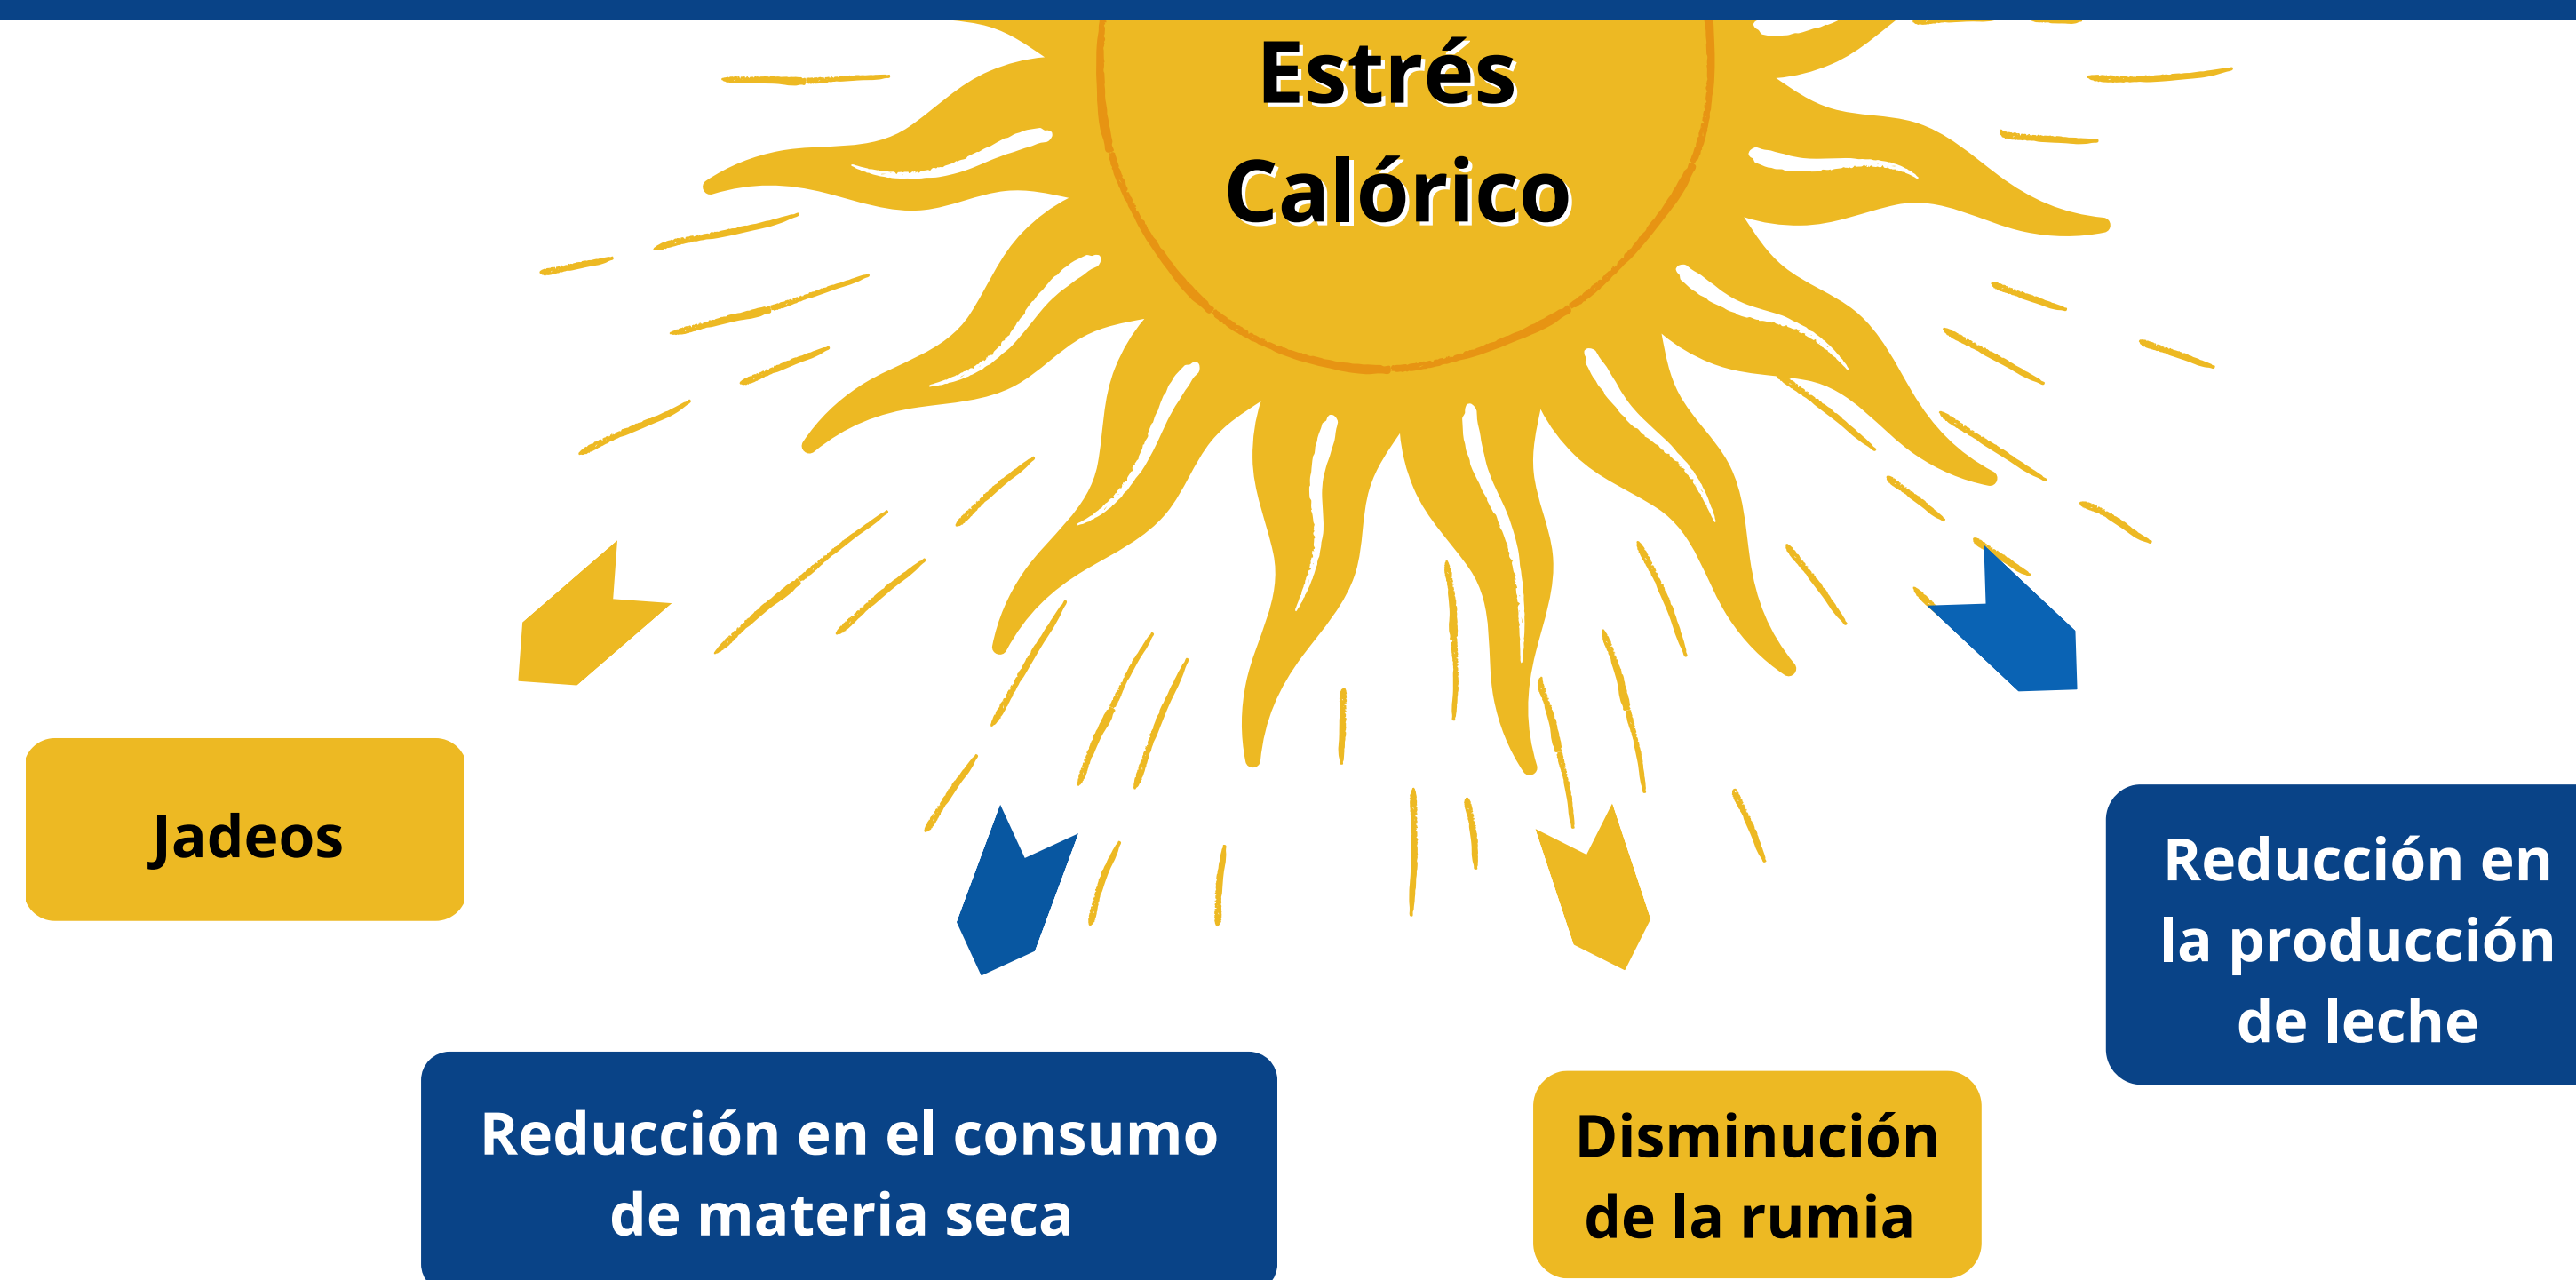 Estrés
Calórico
Jadeos
Reducción en el consumo
de materia seca
Disminución
de la rumia
Reducción en
la producción
de leche